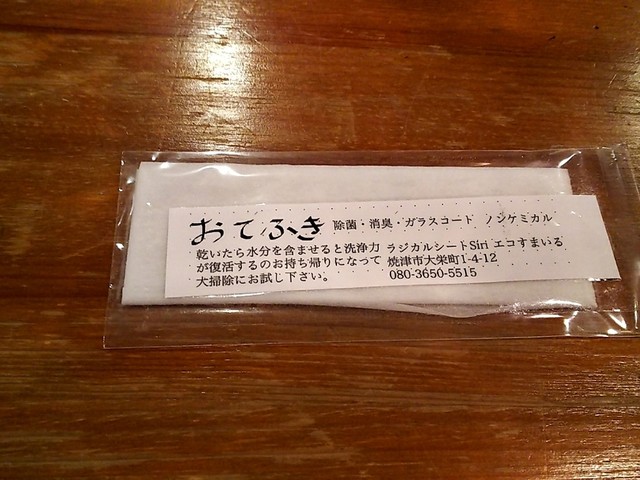 おてふき 除菌・消臭・ガラスコート ノンケミカル
乾いたら水分を含ませると洗浄力 ラジカルシートSiri エコすまいる
が復活するのお持ち帰りになって 焼津市大栄町1-4-12
大掃除にお試し下さい。 080-3650-5515